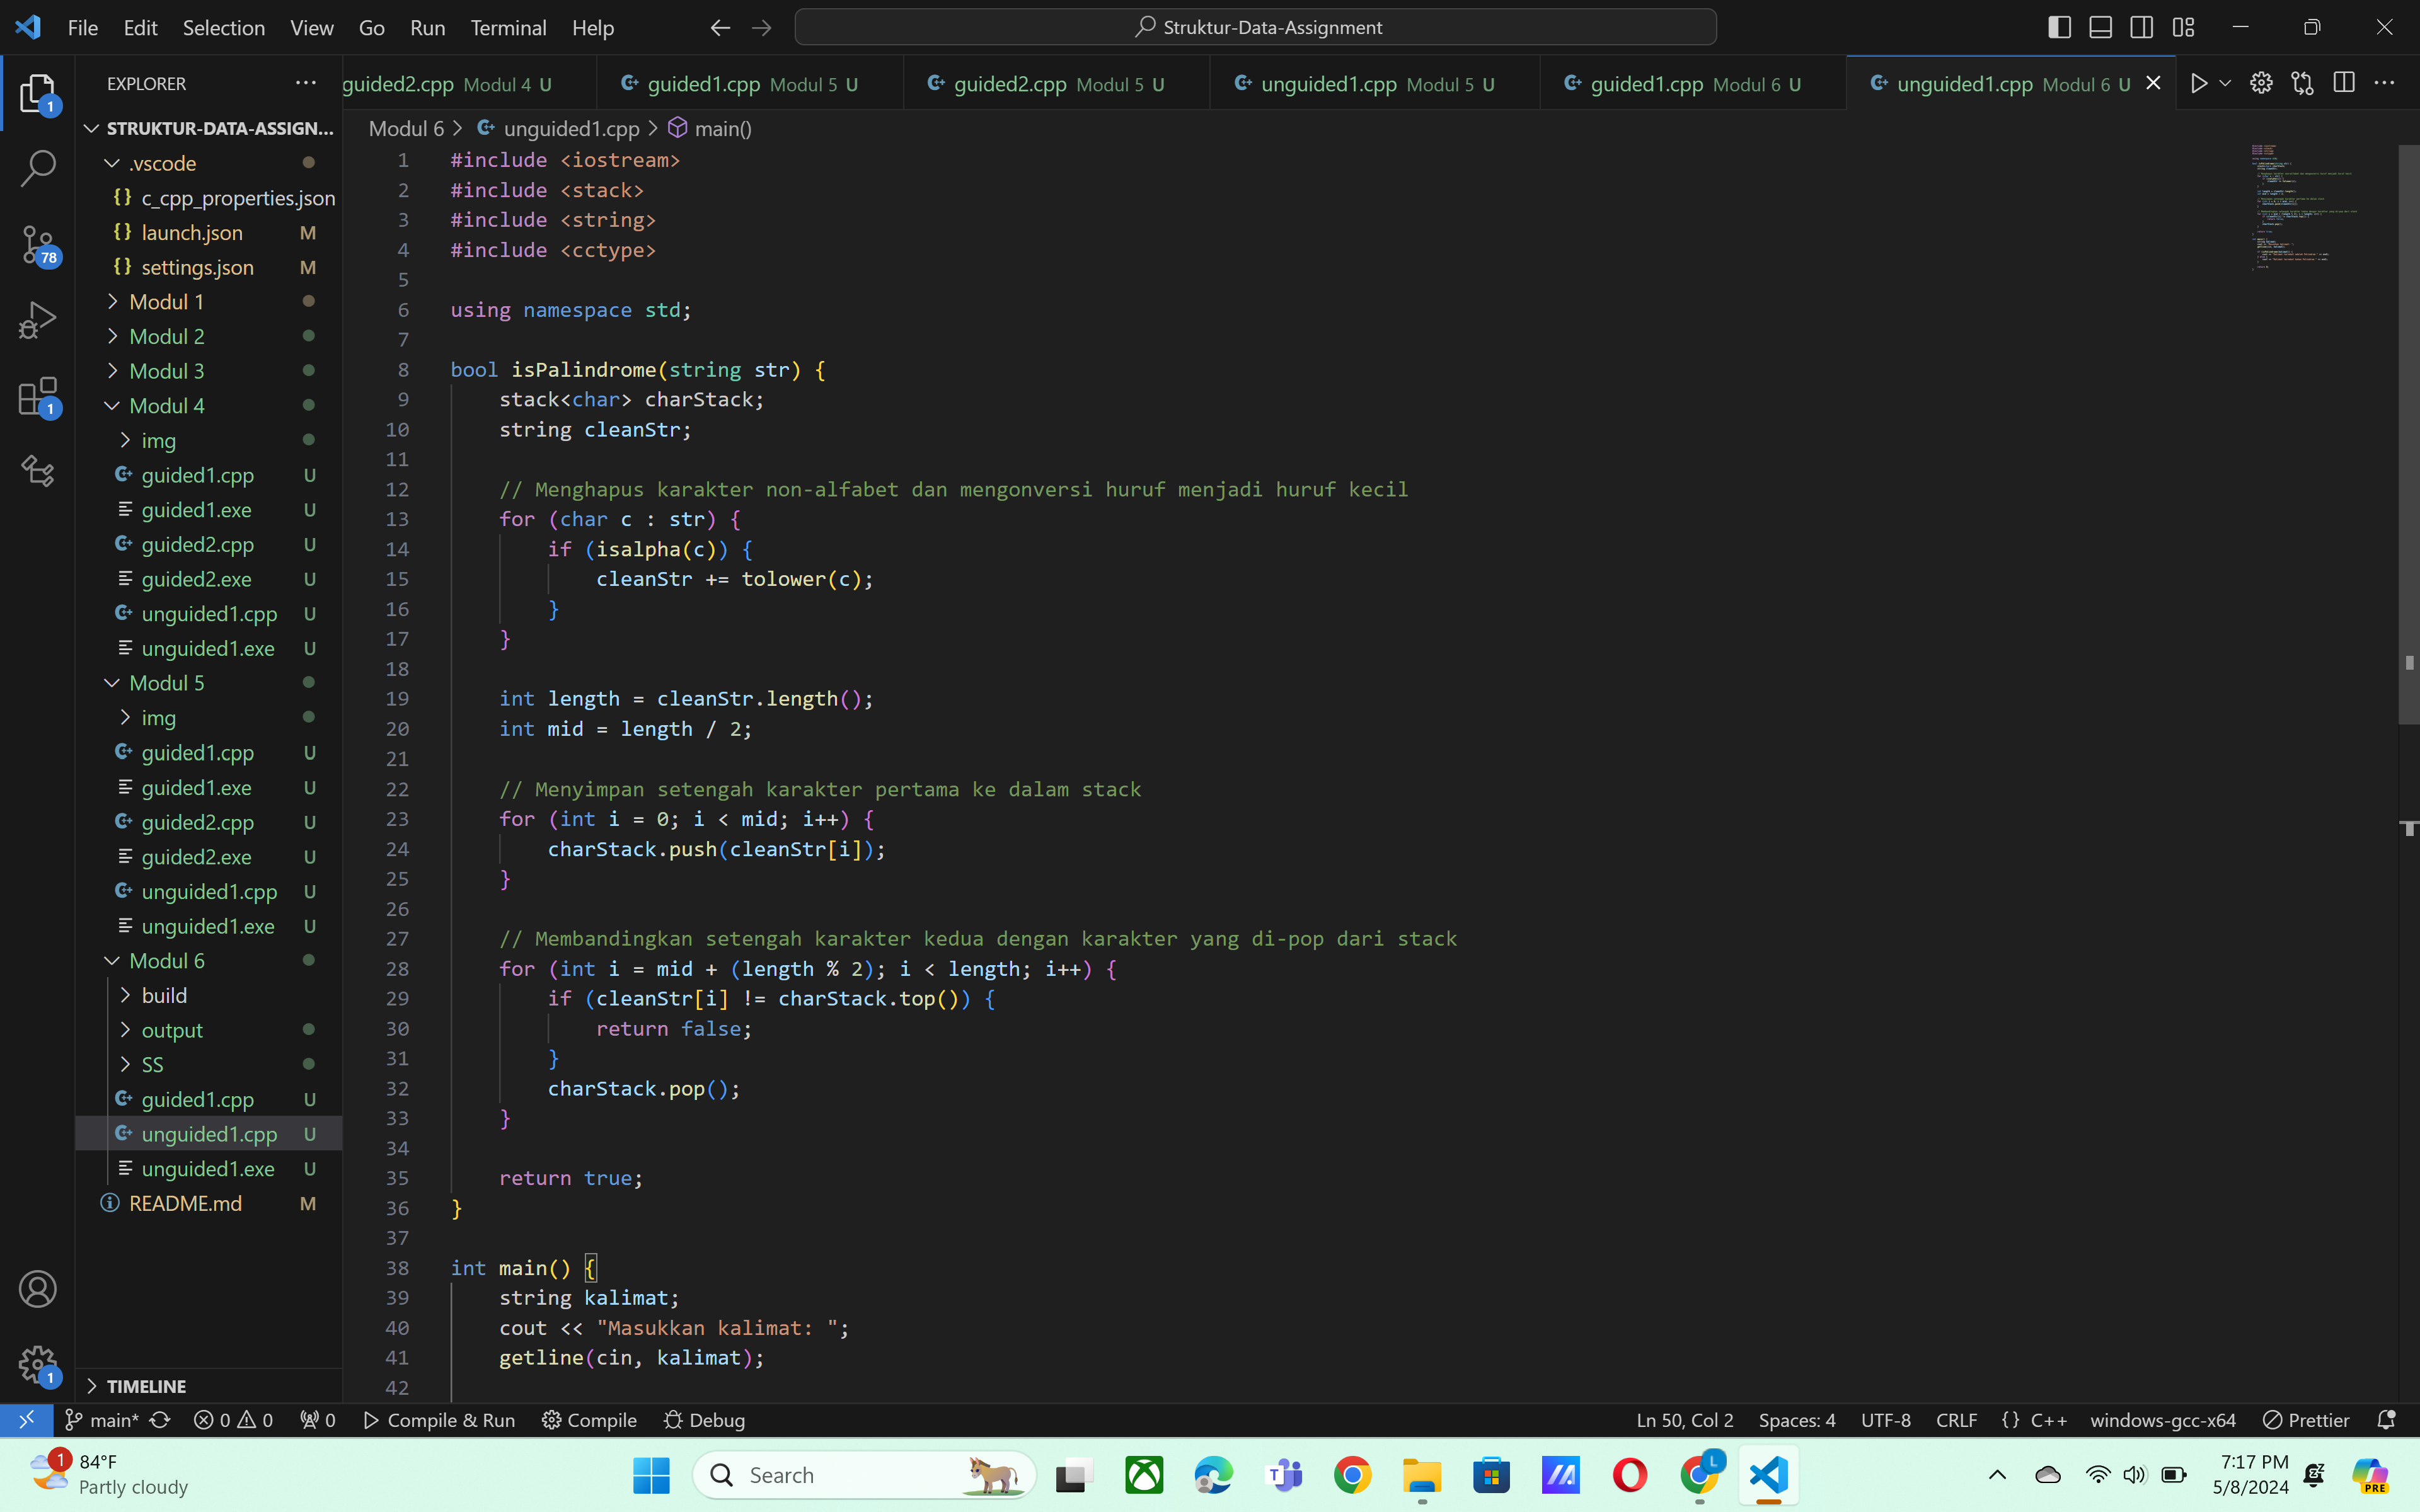 File Edit Selection View Go Run Terminal Help
Struktur-Data-Assignment
EXPLORER
STRUKTUR-DATA-ASSIGN...
.vscode
c_cpp_properties.json
launch.json M
settings.json M
Modul 1
Modul 2
Modul 3
Modul 4
img
guided1.cpp U
guided1.exe U
guided2.cpp U
guided2.exe U
unguided1.cpp U
unguided1.exe U
Modul 5
img
guided1.cpp U
guided1.exe U
guided2.cpp U
guided2.exe U
unguided1.cpp U
unguided1.exe U
Modul 6
build
output
SS
guided1.cpp U
unguided1.cpp U
unguided1.exe U
README.md M
TIMELINE
1
78
1
1
guided2.cpp Modul 4 U
guided1.cpp Modul 5 U
guided2.cpp Modul 5 U
unguided1.cpp Modul 5 U
guided1.cpp Modul 6 U
unguided1.cpp Modul 6 U
Modul 6 > unguided1.cpp > main()
1 #include <iostream>
2 #include <stack>
3 #include <string>
4 #include <cctype>
5
6 using namespace std;
7
8 bool isPalindrome(string str) {
9 stack<char> charStack;
10 string cleanStr;
11
12 // Menghapus karakter non-alfabet dan mengonversi huruf menjadi huruf kecil
13 for (char c : str) {
14 if (isalpha(c)) {
15 cleanStr += tolower(c);
16 }
17 }
18
19 int length = cleanStr.length();
20 int mid = length / 2;
21
22 // Menyimpan setengah karakter pertama ke dalam stack
23 for (int i = 0; i < mid; i++) {
24 charStack.push(cleanStr[i]);
25 }
26
27 // Membandingkan setengah karakter kedua dengan karakter yang di-pop dari stack
28 for (int i = mid + (length % 2); i < length; i++) {
29 if (cleanStr[i] != charStack.top()) {
30 return false;
31 }
32 charStack.pop();
33 }
34
35 return true;
36 }
37
38 int main() {
39 string kalimat;
40 cout << "Masukkan kalimat: ";
41 getline(cin, kalimat);
42
main* 0 0 0 Compile & Run Compile Debug
Ln 50, Col 2 Spaces: 4 UTF-8 CRLF {} C++ windows-gcc-x64 Prettier
1
84°F
Partly cloudy
Search
T
L
7:17 PM
5/8/2024
PRE